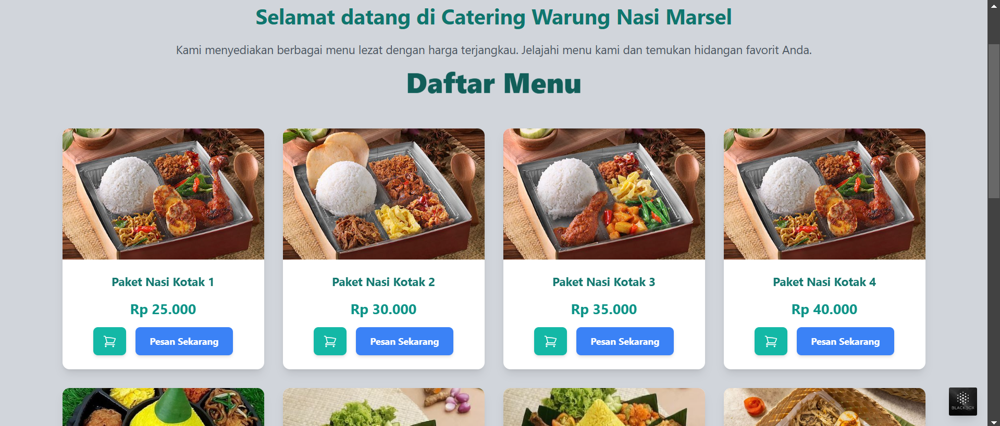 Selamat datang di Catering Warung Nasi Marsel
Kami menyediakan berbagai menu lezat dengan harga terjangkau. Jelajahi menu kami dan temukan hidangan favorit Anda.
Daftar Menu
Paket Nasi Kotak 1
Rp 25.000
Pesan Sekarang
Paket Nasi Kotak 2
Rp 30.000
Pesan Sekarang
Paket Nasi Kotak 3
Rp 35.000
Pesan Sekarang
Paket Nasi Kotak 4
Rp 40.000
Pesan Sekarang
BLACKBOX